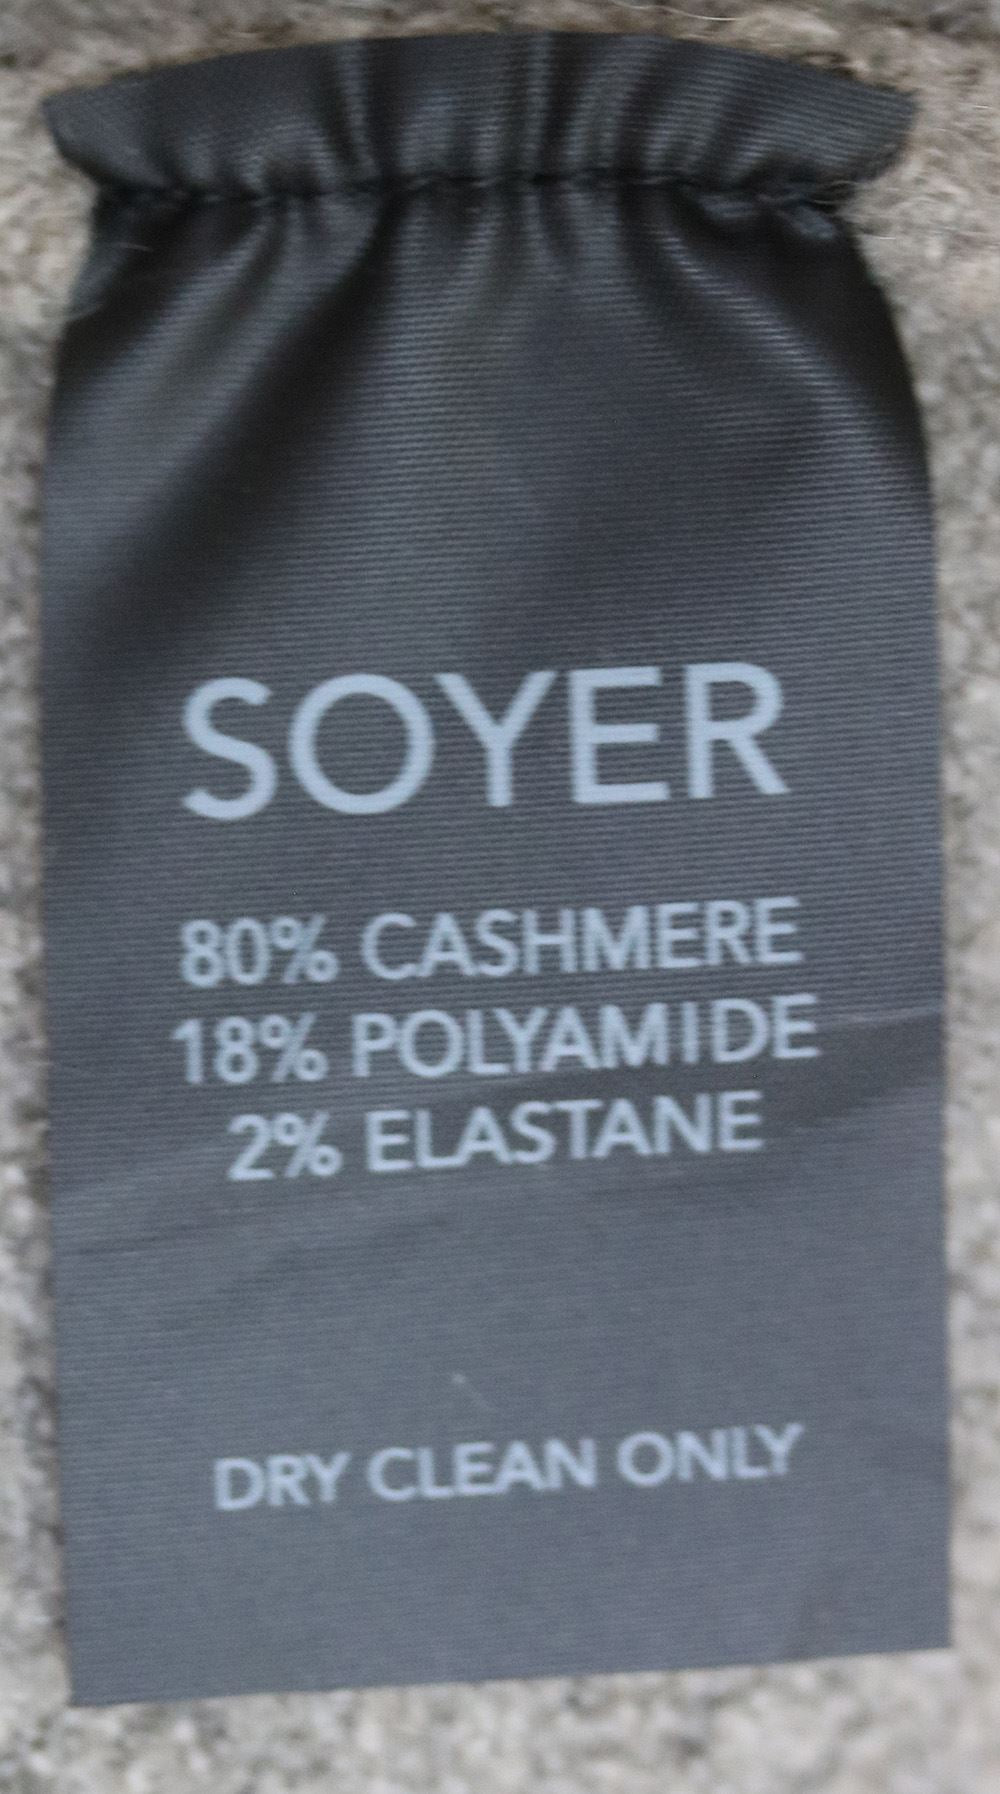 SOYER
80% CASHMERE
18% POLYAMIDE
2% ELASTANE
DRY CLEAN ONLY